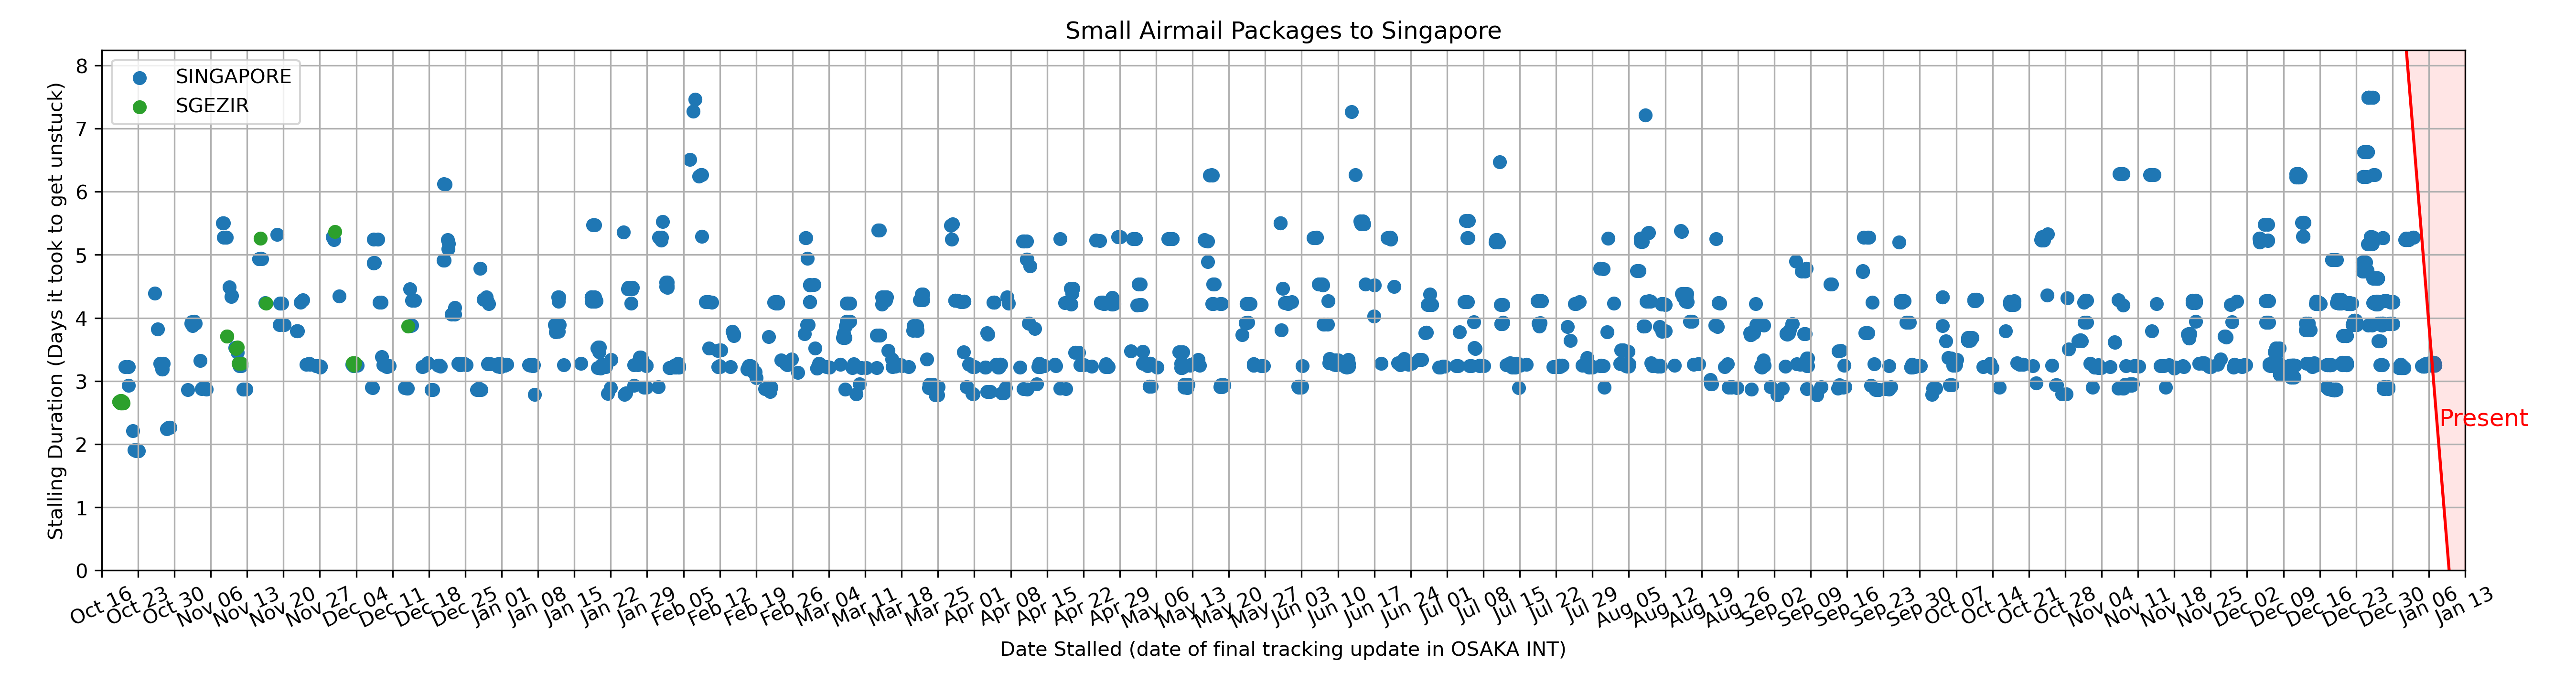 Small Airmail Packages to Singapore
SINGAPORE
SGEZIR
Stalling Duration (Days it took to get unstuck)
8
7
6
5
4
3
2
1
0
Present
Oct 16 Oct 23 Oct 30 Nov 06 Nov 13 Nov 20 Nov 27 Dec 04 Dec 11 Dec 18 Dec 25 Jan 01 Jan 08 Jan 15 Jan 22 Jan 29 Feb 05 Feb 12 Feb 19 Feb 26 Mar 04 Mar 11 Mar 18 Mar 25 Apr 01 Apr 08 Apr 15 Apr 22 Apr 29 May 06 May 13 May 20 May 27 Jun 03 Jun 10 Jun 17 Jun 24 Jul 01 Jul 08 Jul 15 Jul 22 Jul 29 Aug 05 Aug 12 Aug 19 Aug 26 Sep 02 Sep 09 Sep 16 Sep 23 Sep 30 Oct 07 Oct 14 Oct 21 Oct 28 Nov 04 Nov 11 Nov 18 Nov 25 Dec 02 Dec 09 Dec 16 Dec 23 Dec 30 Jan 06 Jan 13
Date Stalled (date of final tracking update in OSAKA INT)